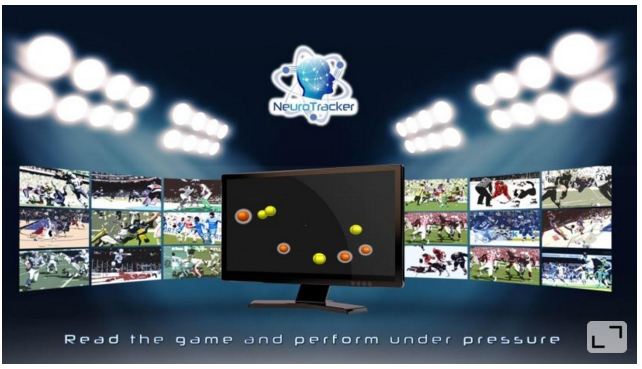 NeuroTracker
Read the game and perform under pressure